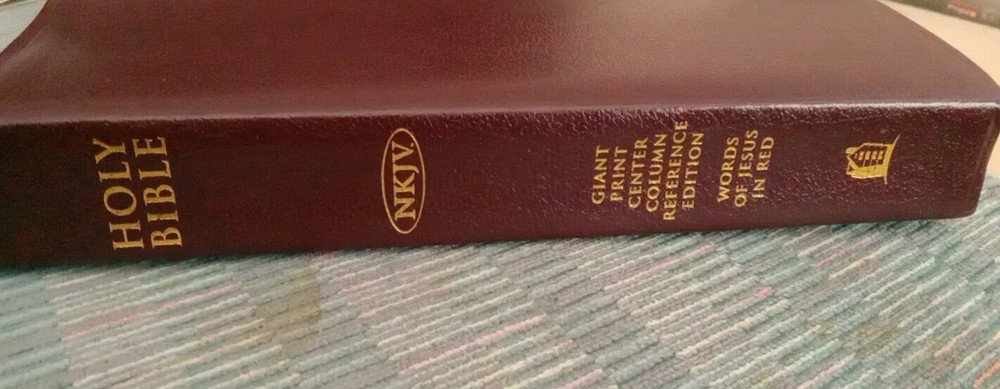 HOLY
BIBLE
NKJV.
GIANT
PRINT
CENTER
COLUMN
REFERENCE
EDITION
WORDS
OF JESUS
IN RED